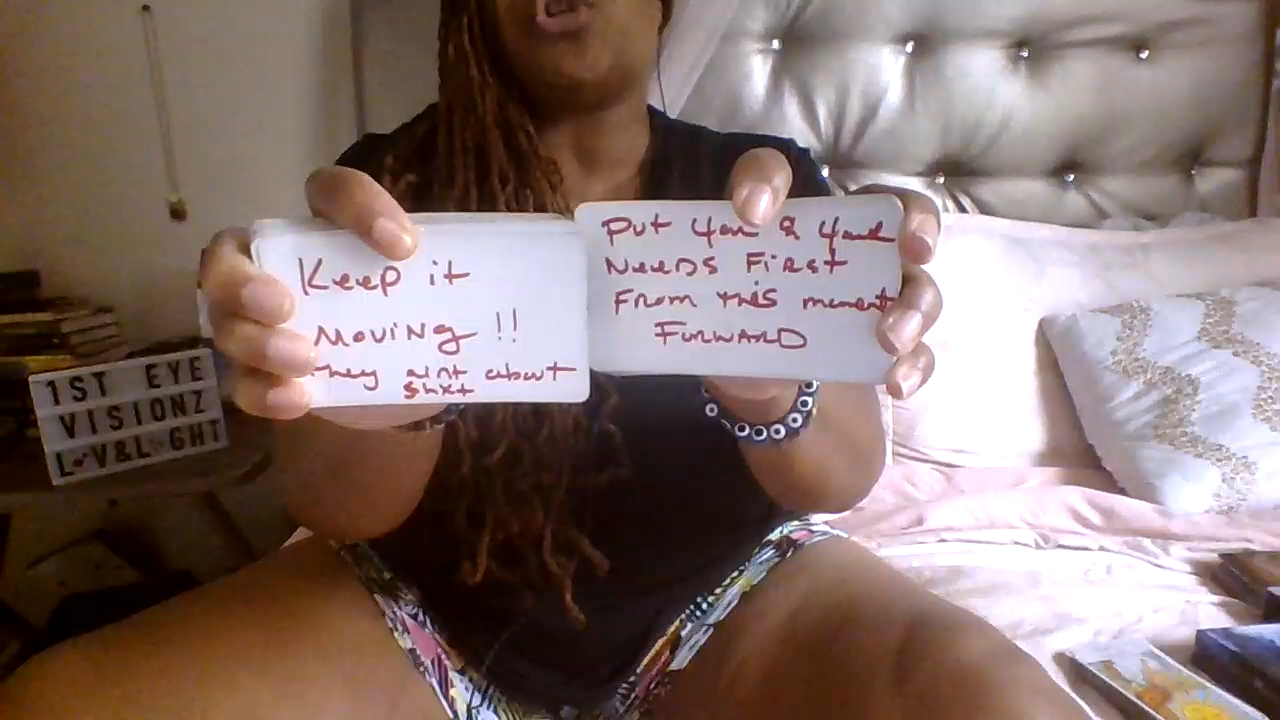 Keep it
MOVING !!
they aint about
shxt
Put You & Your
NEEDS FIRST
FROM THIS moment
FORWARD
1ST EYE
VISIONZ
L♥V&L GHT